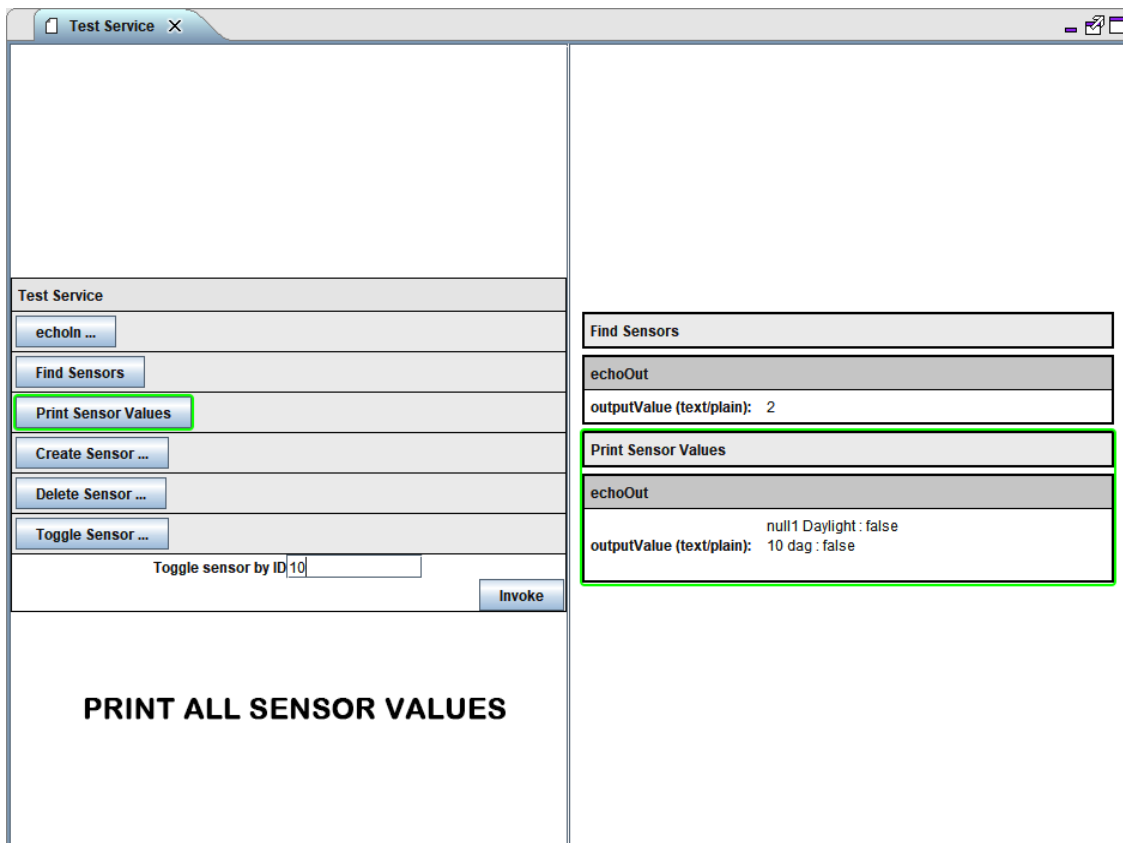 Test Service
Test Service
echoIn ...
Find Sensors
Print Sensor Values
Create Sensor ...
Delete Sensor ...
Toggle Sensor ...
Toggle sensor by ID 10
Invoke
PRINT ALL SENSOR VALUES
Find Sensors
echoOut
outputValue (text/plain): 2
Print Sensor Values
echoOut
null1 Daylight : false
outputValue (text/plain): 10 dag : false